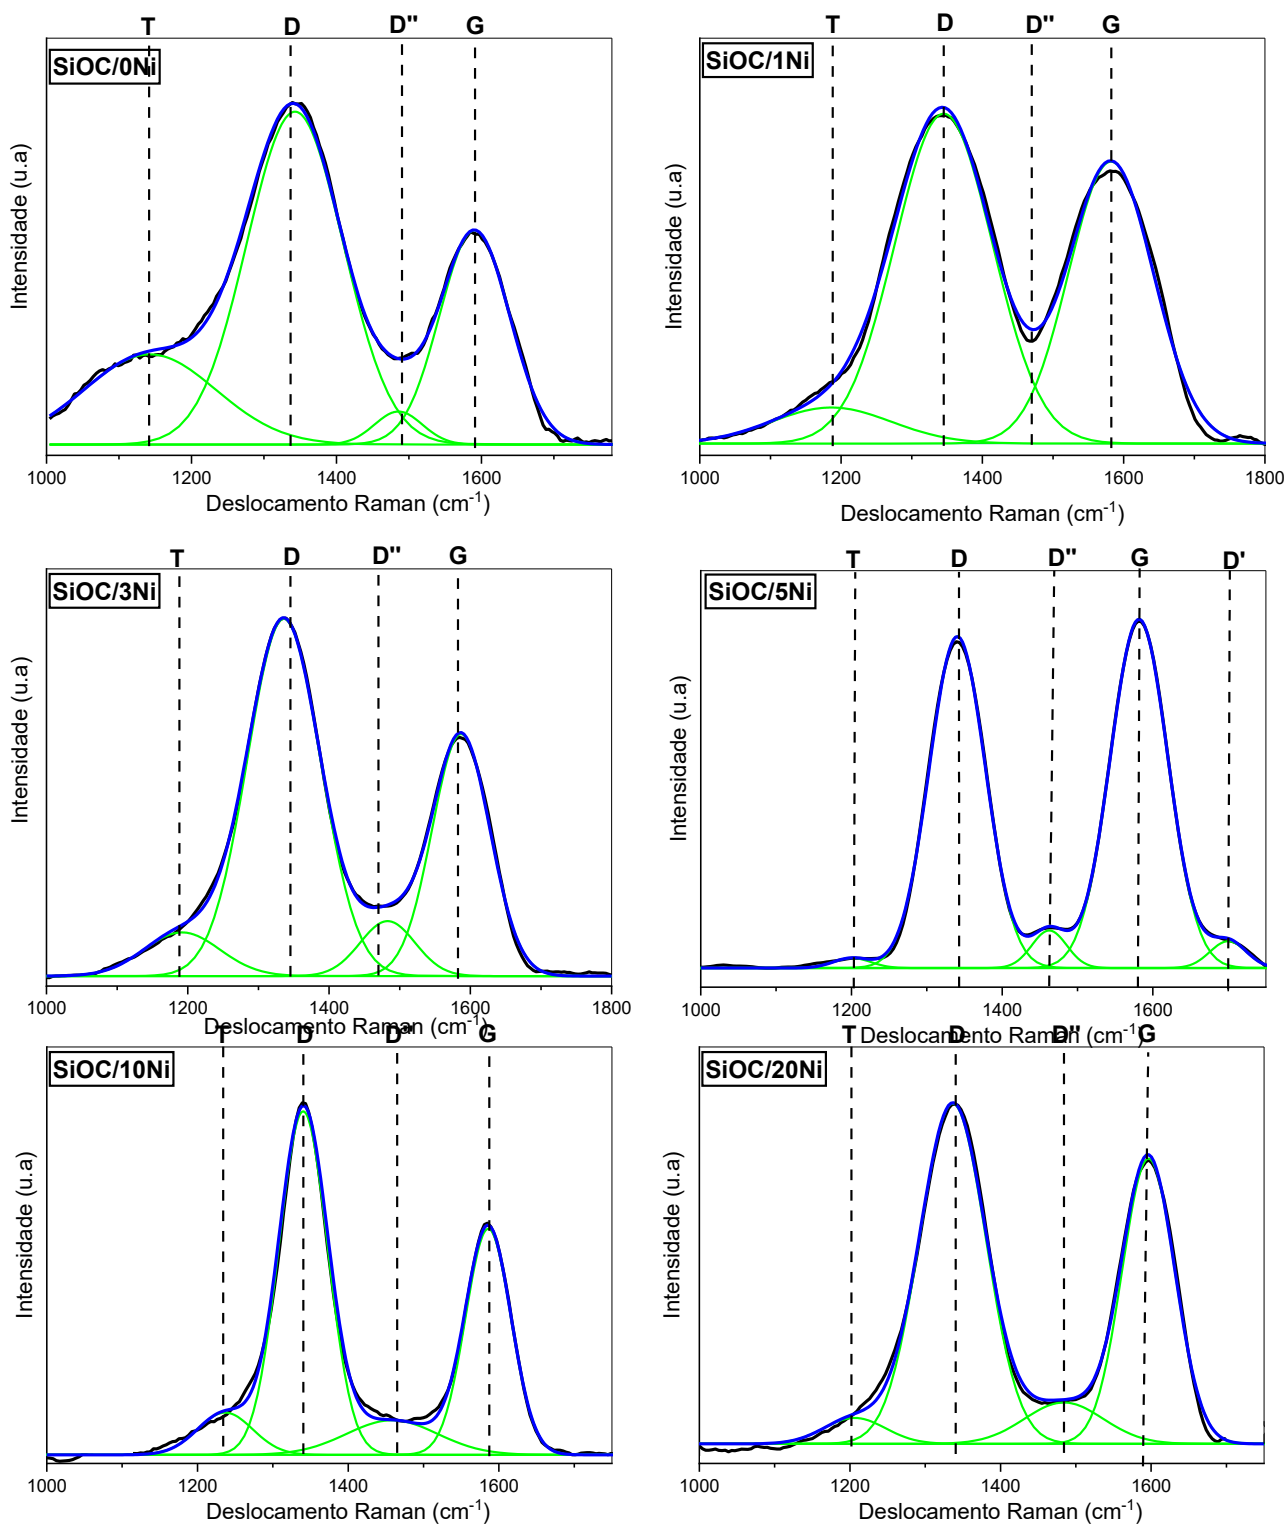 T D D" G
SiOC/0Ni
Intensidade (u.a)
1000 1200 1400 1600
Deslocamento Raman (cm-1)
T D D" G
SiOC/1Ni
Intensidade (u.a)
1000 1200 1400 1600 1800
Deslocamento Raman (cm-1)
T D D" G
SiOC/3Ni
Intensidade (u.a)
1000 1200 1400 1600 1800
Deslocamento Raman (cm-1)
T D D" G D'
SiOC/5Ni
Intensidade (u.a)
1000 1200 1400 1600
Deslocamento Raman (cm-1)
T D D" G
SiOC/10Ni
Intensidade (u.a)
1000 1200 1400 1600
Deslocamento Raman (cm-1)
T D D" G
SiOC/20Ni
Intensidade (u.a)
1000 1200 1400 1600
Deslocamento Raman (cm-1)